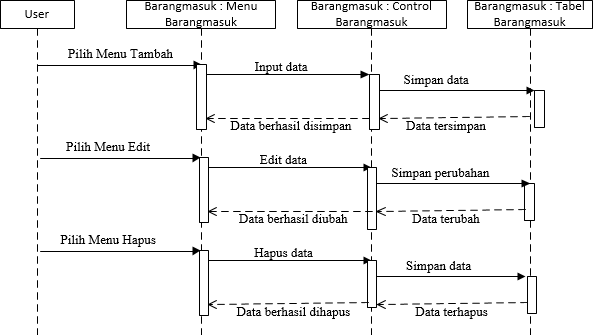 User
Barangmasuk : Menu
Barangmasuk
Barangmasuk : Control
Barangmasuk
Barangmasuk : Tabel
Barangmasuk
Pilih Menu Tambah
Input data
Simpan data
Data berhasil disimpan
Data tersimpan
Pilih Menu Edit
Edit data
Simpan perubahan
Data berhasil diubah
Data terubah
Pilih Menu Hapus
Hapus data
Simpan data
Data berhasil dihapus
Data terhapus